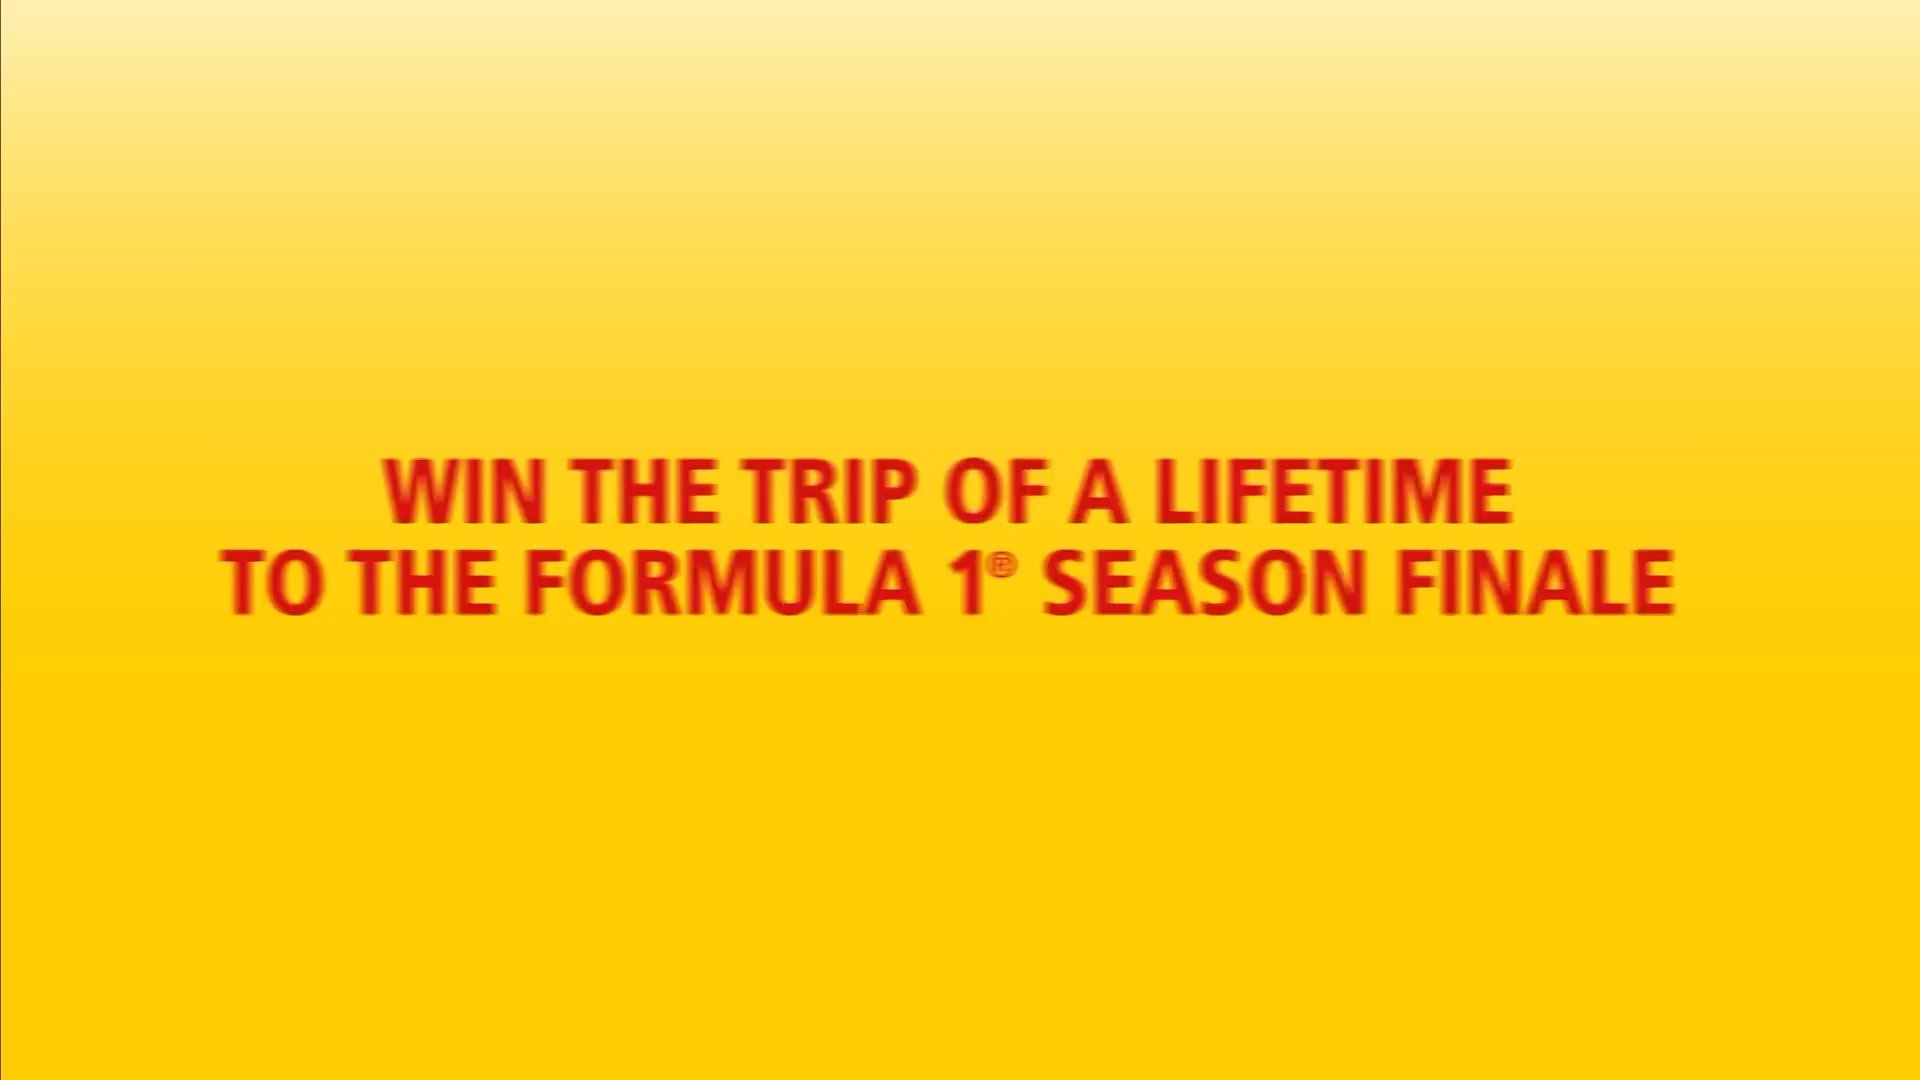 WIN THE TRIP OF A LIFETIME
TO THE FORMULA 1® SEASON FINALE